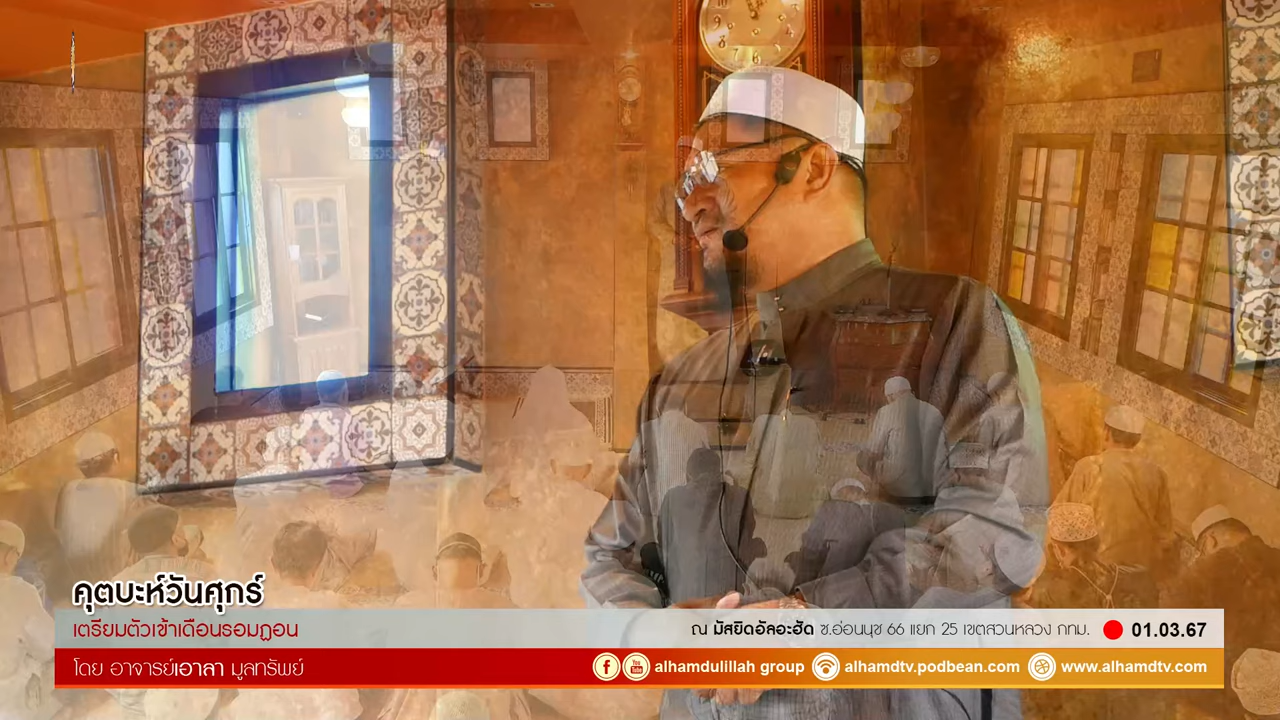 คุตบะห์วันศุกร์
เตรียมตัวเข้าเดือนรอมฎอน
ณ มัสยิดอัลอะฮัด ซ.อ่อนนุช 66 แยก 25 เขตสวนหลวง กทม. 01.03.67
โดย อาจารย์เอาลา มูลทรัพย์
alhamdulillah group alhamdtv.podbean.com www.alhamdtv.com